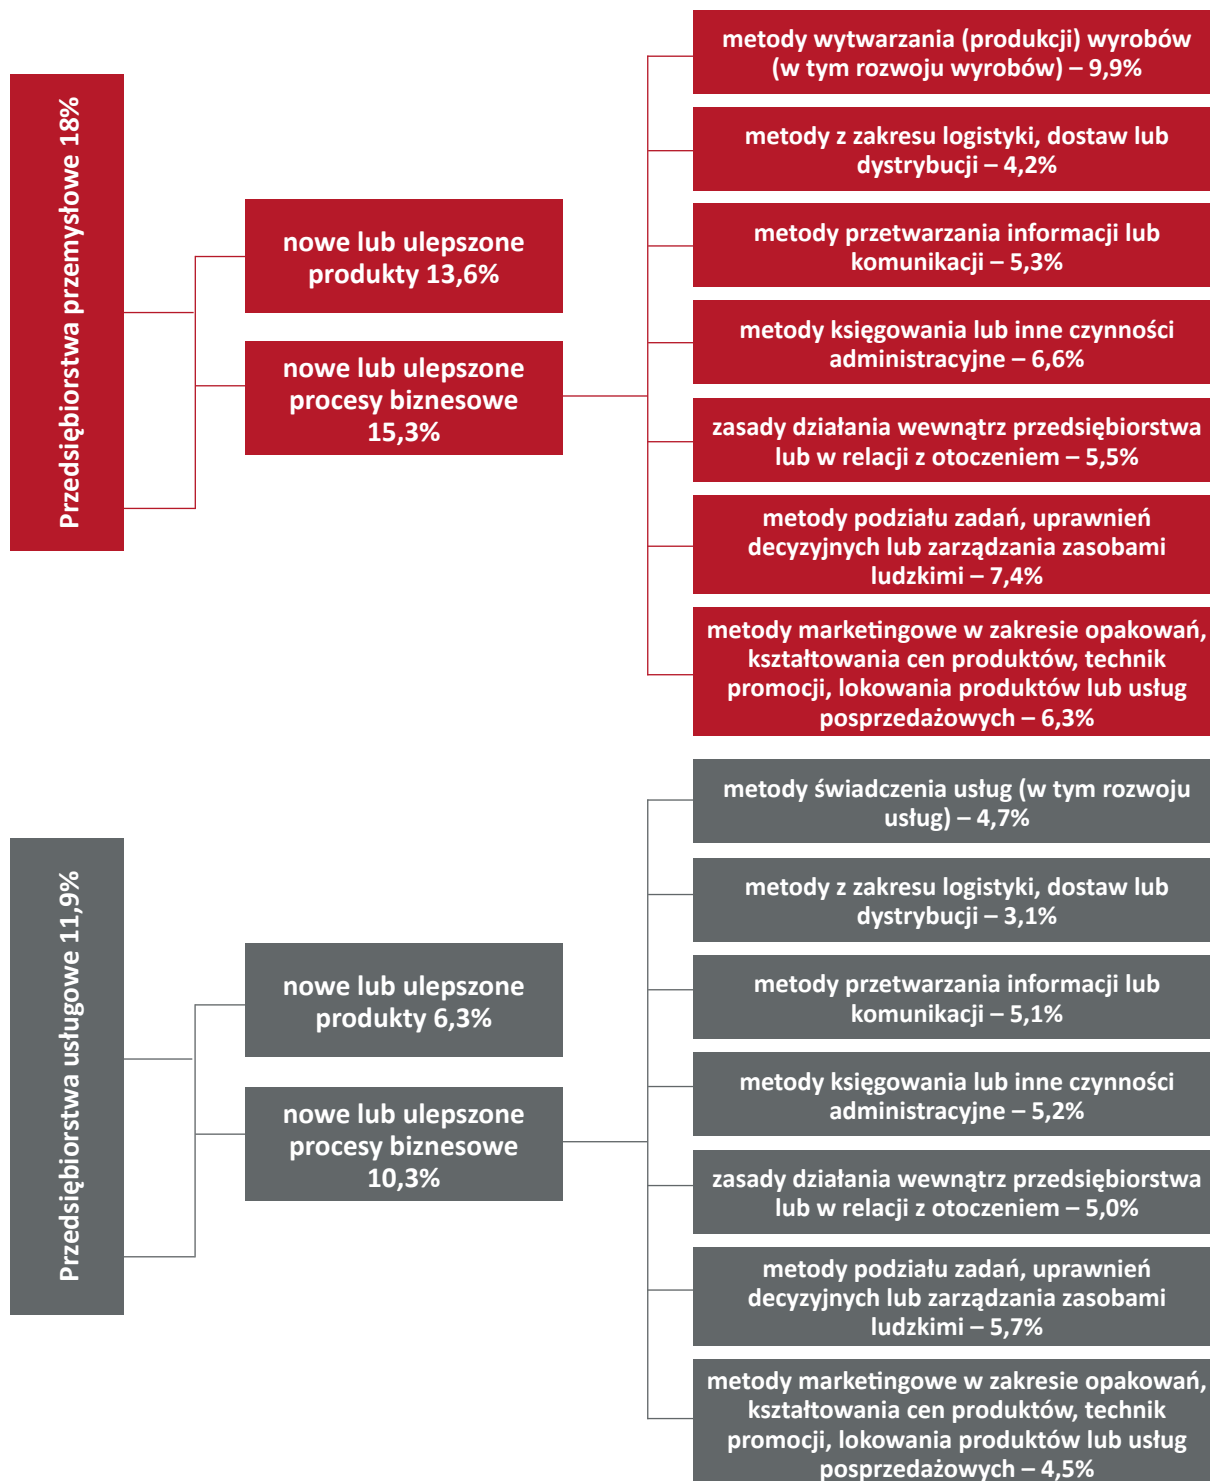 Przedsiębiorstwa przemysłowe 18%
nowe lub ulepszone
produkty 13,6%
nowe lub ulepszone
procesy biznesowe
15,3%
metody wytwarzania (produkcji) wyrobów
(w tym rozwoju wyrobów) – 9,9%
metody z zakresu logistyki, dostaw lub
dystrybucji – 4,2%
metody przetwarzania informacji lub
komunikacji – 5,3%
metody księgowania lub inne czynności
administracyjne – 6,6%
zasady działania wewnątrz przedsiębiorstwa
lub w relacji z otoczeniem – 5,5%
metody podziału zadań, uprawnień
decyzyjnych lub zarządzania zasobami
ludzkimi – 7,4%
metody marketingowe w zakresie opakowań,
kształtowania cen produktów, technik
promocji, lokowania produktów lub usług
posprzedażowych – 6,3%
Przedsiębiorstwa usługowe 11,9%
nowe lub ulepszone
produkty 6,3%
nowe lub ulepszone
procesy biznesowe
10,3%
metody świadczenia usług (w tym rozwoju
usług) – 4,7%
metody z zakresu logistyki, dostaw lub
dystrybucji – 3,1%
metody przetwarzania informacji lub
komunikacji – 5,1%
metody księgowania lub inne czynności
administracyjne – 5,2%
zasady działania wewnątrz przedsiębiorstwa
lub w relacji z otoczeniem – 5,0%
metody podziału zadań, uprawnień
decyzyjnych lub zarządzania zasobami
ludzkimi – 5,7%
metody marketingowe w zakresie opakowań,
kształtowania cen produktów, technik
promocji, lokowania produktów lub usług
posprzedażowych – 4,5%